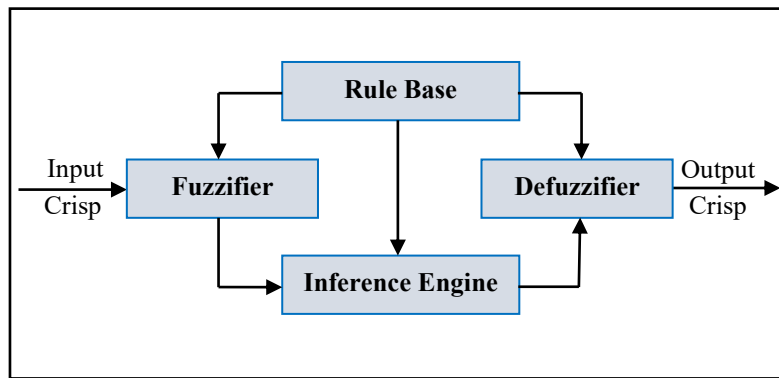 Rule Base
Input
Crisp
Fuzzifier
Defuzzifier
Output
Crisp
Inference Engine